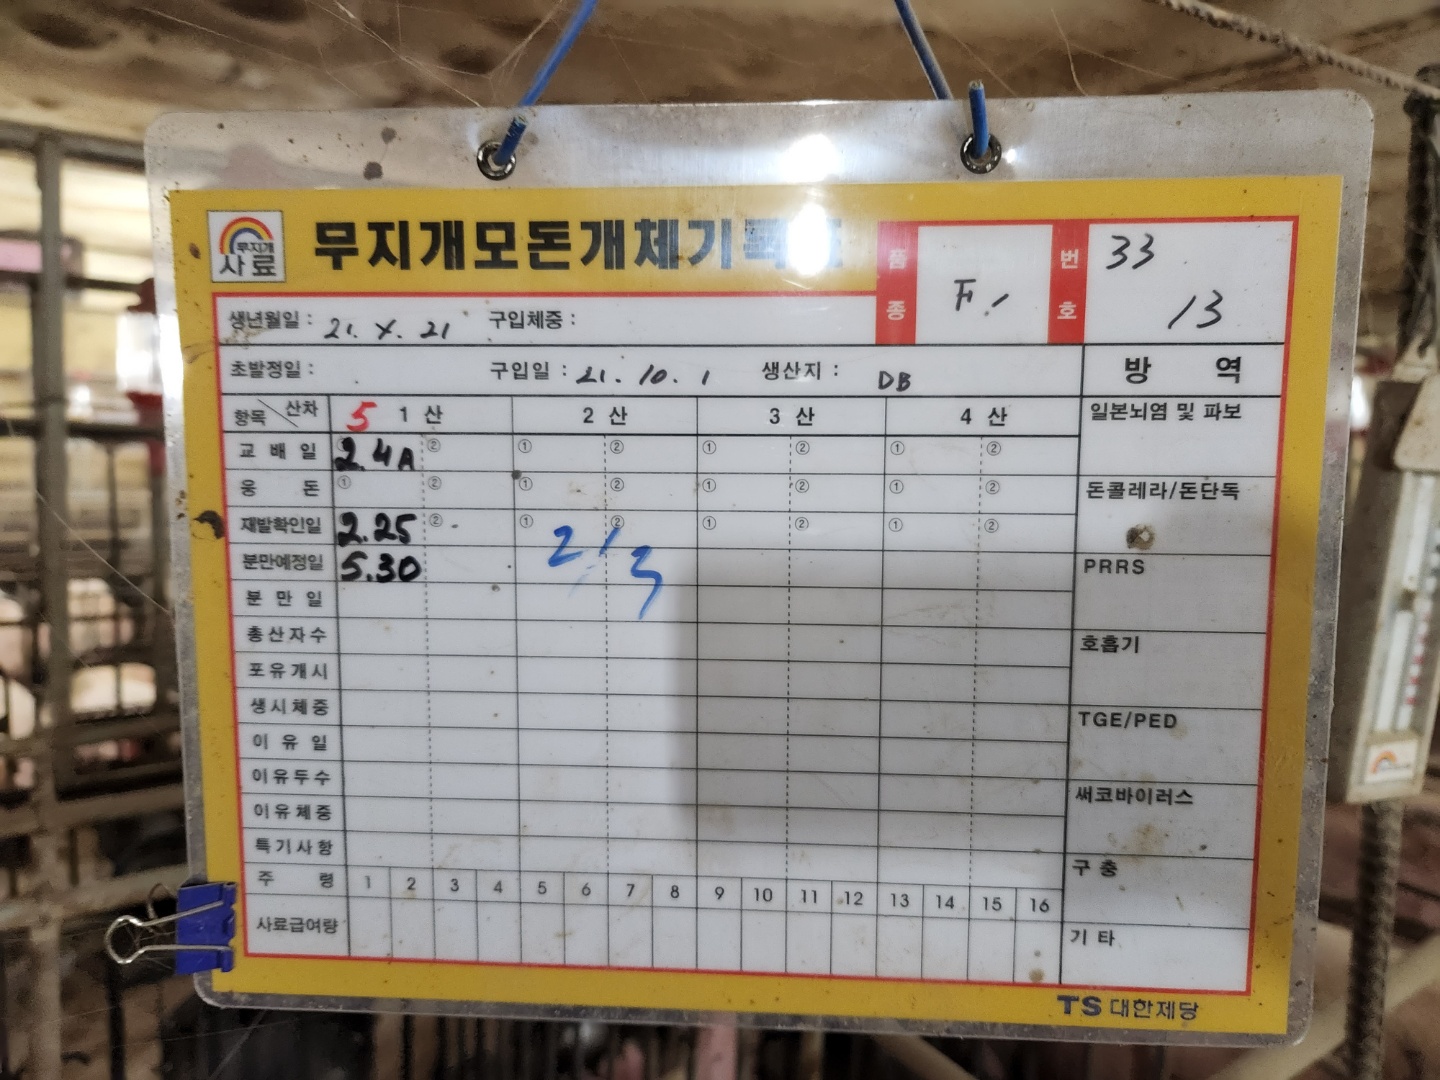 무지개
사료
무지개모돈개체기록
품종
F1
번호
33
13
생년월일 : 21. X. 21 구입체중 :
초발정일 : 구입일 : 21. 10. 1 생산지 : DB
방 역
항목 산차 5 1 산 2 산 3 산 4 산
일본뇌염 및 파보
교 배 일 2.4A ② ① ② ① ② ① ②
웅 돈 ① ② ① ② ① ② ① ②
돈콜레라/돈단독
재발확인일 2.25 ② ① ② ① ② ① ②
2/3
분만예정일 5.30
PRRS
분 만 일
총산자수
호흡기
포유개시
생시체중
TGE/PED
이 유 일
이유두수
써코바이러스
이유체중
특기사항
구 충
주 령 1 2 3 4 5 6 7 8 9 10 11 12 13 14 15 16
사료급여량
기 타
TS 대한제당